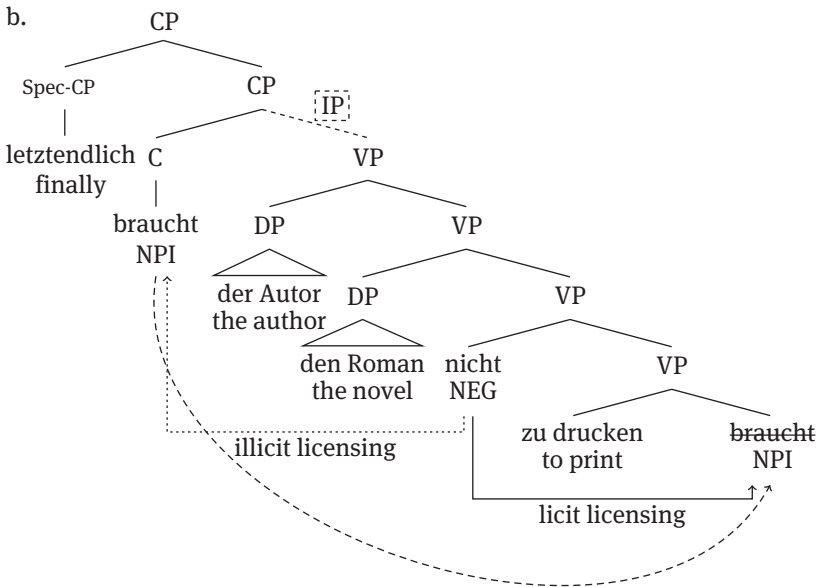 b.
CP
Spec-CP
CP
IP
letztendlich
finally
C
VP
braucht
NPI
DP
VP
der Autor
the author
DP
VP
den Roman
the novel
nicht
NEG
VP
zu drucken
to print
braucht
NPI
illicit licensing
licit licensing